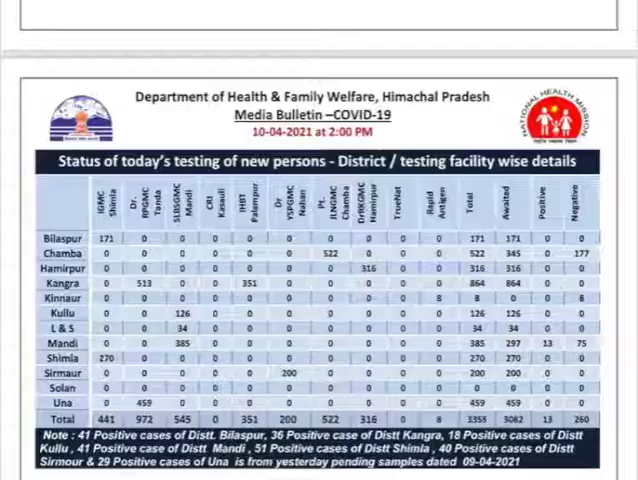 Department of Health & Family Welfare, Himachal Pradesh
Media Bulletin –COVID-19
10-04-2021 at 2:00 PM
NATIONAL HEALTH MISSION
Status of today's testing of new persons - District / testing facility wise details
IGMC Shimla Dr. RPGMC Tanda SLBSGMC Mandi CRI Kasauli IHBT Palampur Dr YSPGMC Nahan Pt. JLNGMC Chamba DrRKGMC Hamirpur TrueNat Rapid Antigen Total Awaited Positive Negative
Bilaspur 171 0 0 0 0 0 0 0 0 0 171 171 0 0
Chamba 0 0 0 0 0 0 522 0 0 0 522 345 0 177
Hamirpur 0 0 0 0 0 0 0 316 0 0 316 316 0 0
Kangra 0 513 0 0 351 0 0 0 0 0 864 864 0 0
Kinnaur 0 0 0 0 0 0 0 0 0 8 8 0 0 8
Kullu 0 0 126 0 0 0 0 0 0 0 126 126 0 0
L & S 0 0 34 0 0 0 0 0 0 0 34 34 0 0
Mandi 0 0 385 0 0 0 0 0 0 0 385 297 13 75
Shimla 270 0 0 0 0 0 0 0 0 0 270 270 0 0
Sirmaur 0 0 0 0 0 200 0 0 0 0 200 200 0 0
Solan 0 0 0 0 0 0 0 0 0 0 0 0 0 0
Una 0 459 0 0 0 0 0 0 0 0 459 459 0 0
Total 441 972 545 0 351 200 522 316 0 8 3355 3082 13 260
Note : 41 Positive cases of Distt. Bilaspur, 36 Positive case of Distt Kangra, 18 Positive cases of Distt
Kullu , 41 Positive case of Distt Mandi , 51 Positive cases of Distt Shimla , 40 Positive cases of Distt
Sirmour & 29 Positive cases of Una is from yesterday pending samples dated 09-04-2021